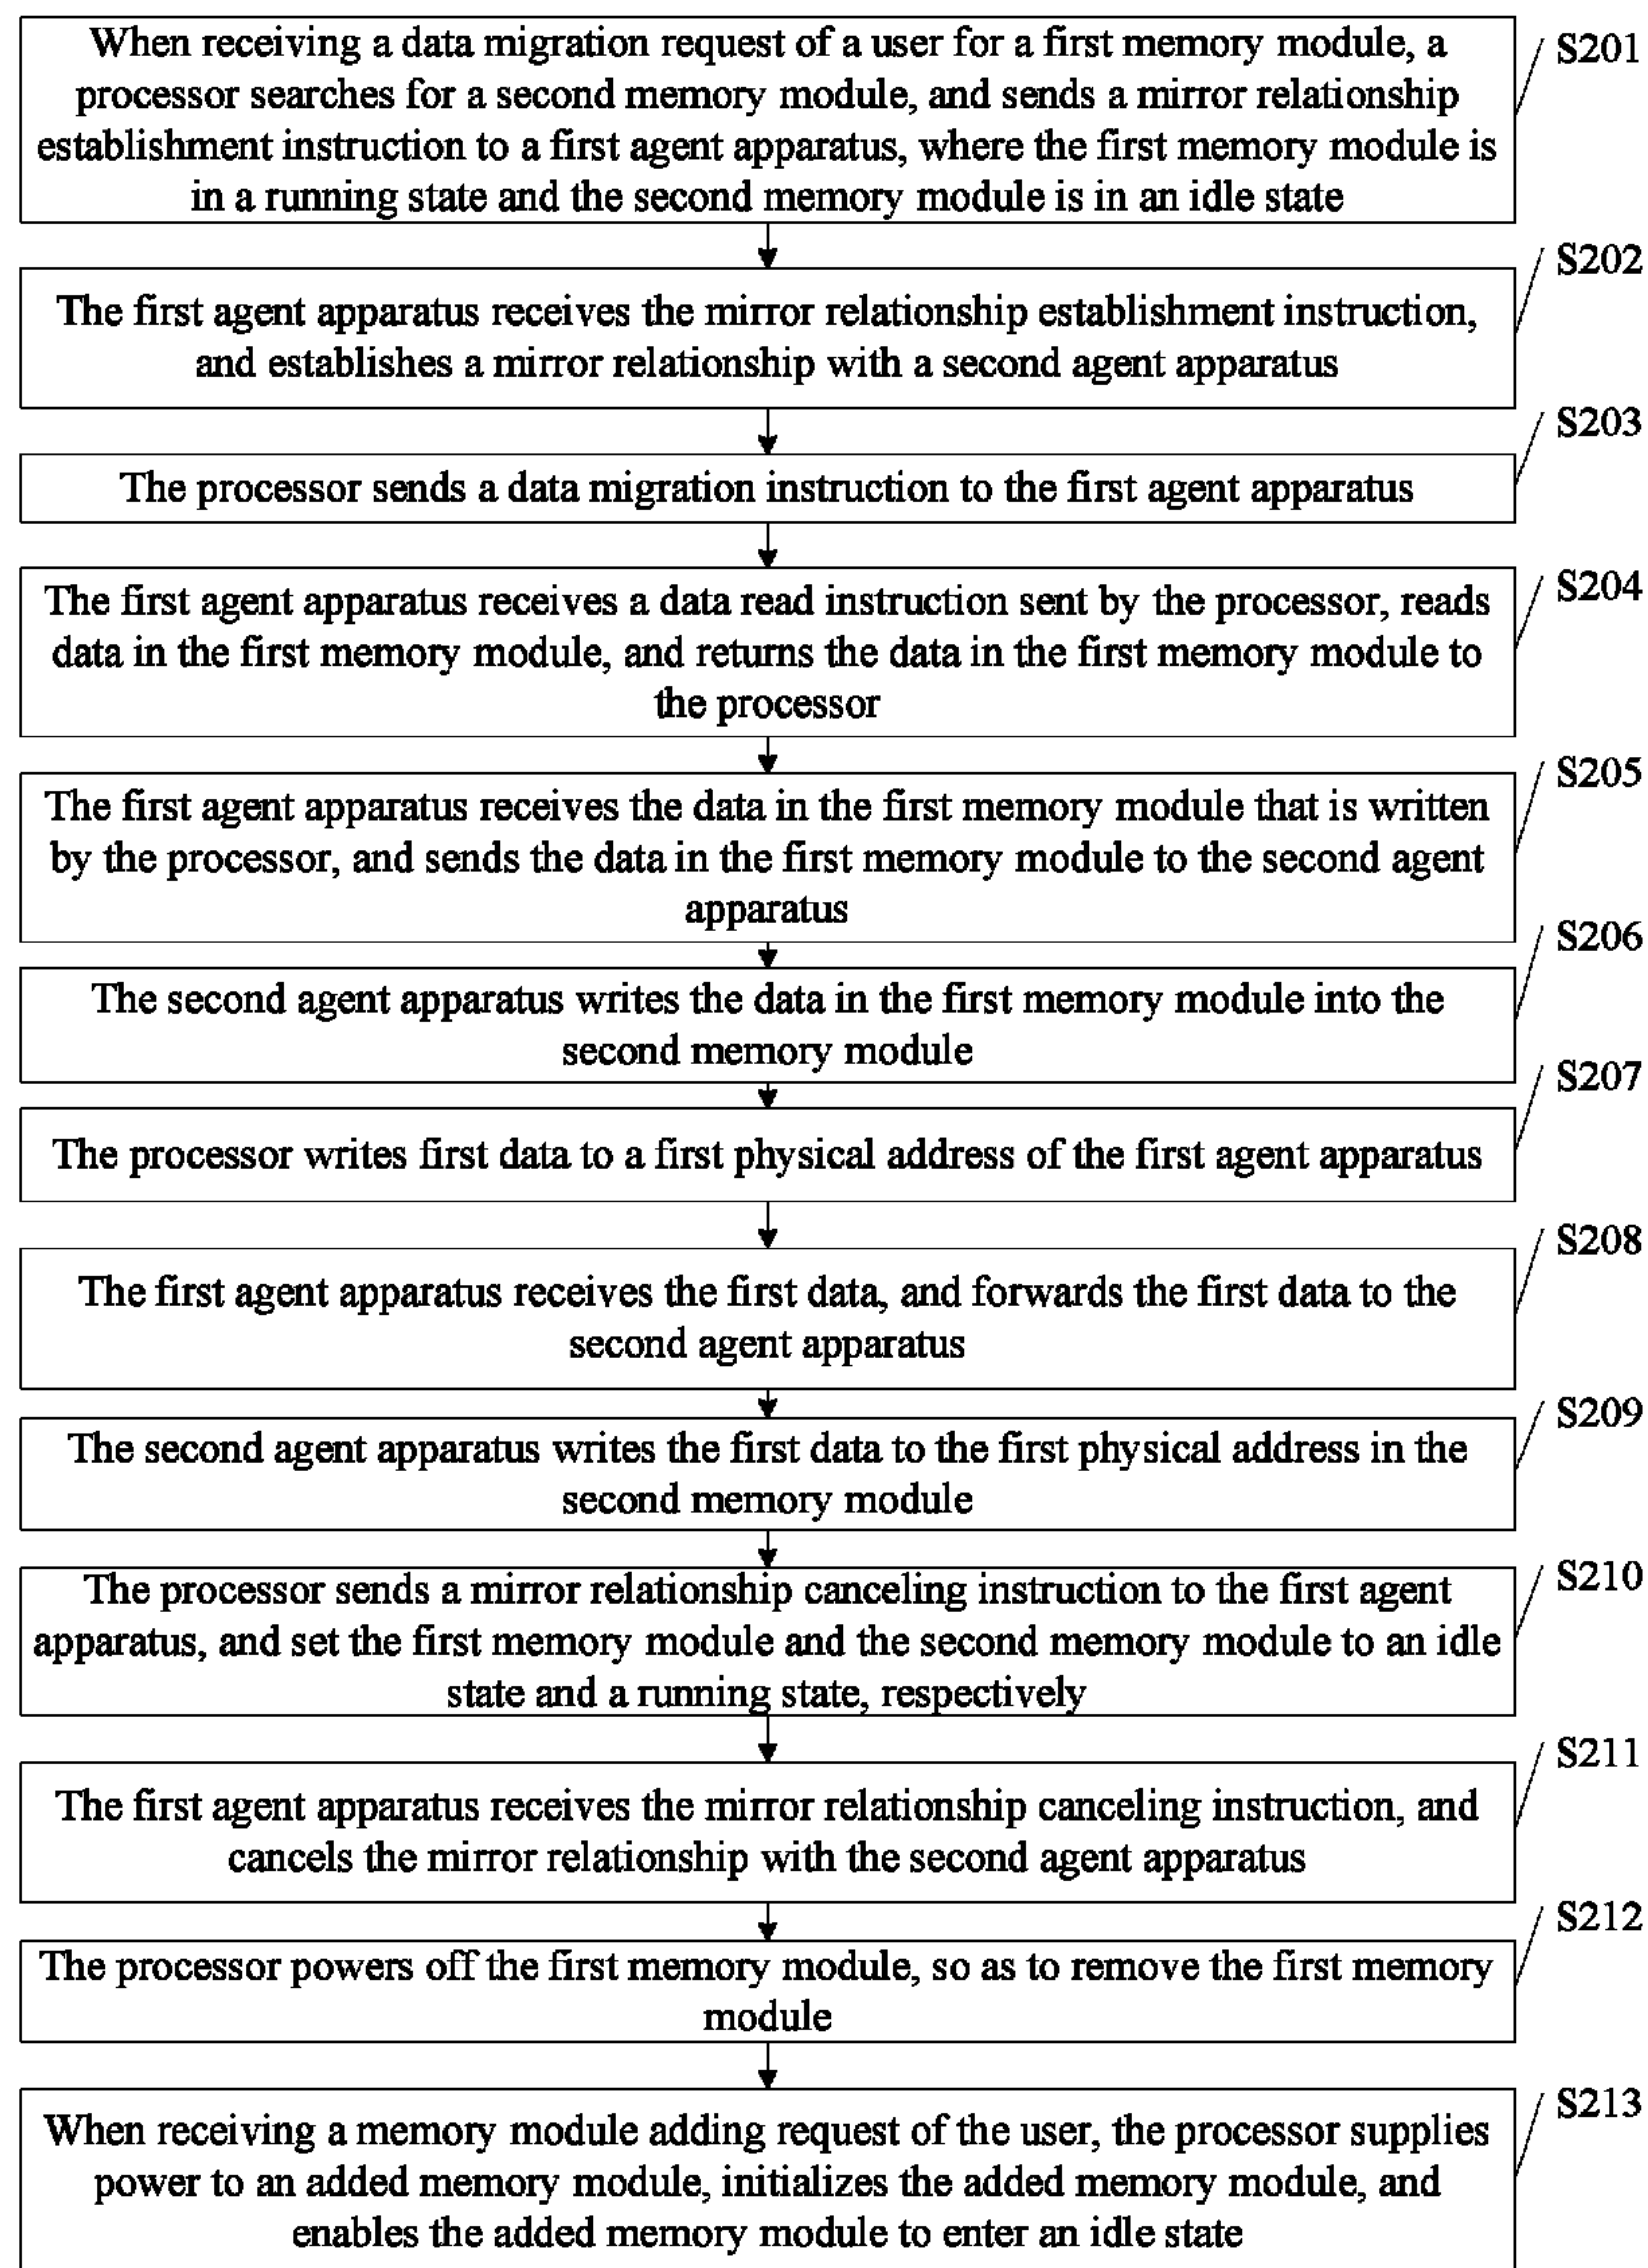 When receiving a data migration request of a user for a first memory module, a
processor searches for a second memory module, and sends a mirror relationship
establishment instruction to a first agent apparatus, where the first memory module is
in a running state and the second memory module is in an idle state
S201
The first agent apparatus receives the mirror relationship establishment instruction,
and establishes a mirror relationship with a second agent apparatus
S202
The processor sends a data migration instruction to the first agent apparatus
S203
The first agent apparatus receives a data read instruction sent by the processor, reads
data in the first memory module, and returns the data in the first memory module to
the processor
S204
The first agent apparatus receives the data in the first memory module that is written
by the processor, and sends the data in the first memory module to the second agent
apparatus
S205
The second agent apparatus writes the data in the first memory module into the
second memory module
S206
The processor writes first data to a first physical address of the first agent apparatus
S207
The first agent apparatus receives the first data, and forwards the first data to the
second agent apparatus
S208
The second agent apparatus writes the first data to the first physical address in the
second memory module
S209
The processor sends a mirror relationship canceling instruction to the first agent
apparatus, and set the first memory module and the second memory module to an idle
state and a running state, respectively
S210
The first agent apparatus receives the mirror relationship canceling instruction, and
cancels the mirror relationship with the second agent apparatus
S211
The processor powers off the first memory module, so as to remove the first memory
module
S212
When receiving a memory module adding request of the user, the processor supplies
power to an added memory module, initializes the added memory module, and
enables the added memory module to enter an idle state
S213